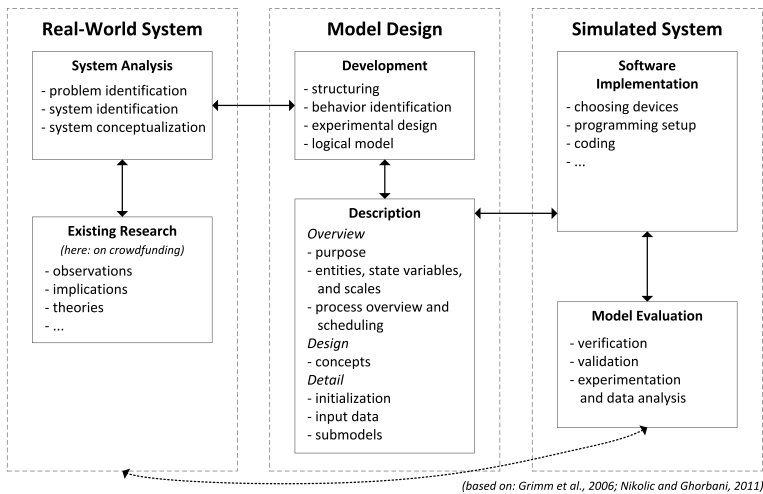 Real-World System
System Analysis
- problem identification
- system identification
- system conceptualization
Existing Research
(here: on crowdfunding)
- observations
- implications
- theories
- ...
Model Design
Development
- structuring
- behavior identification
- experimental design
- logical model
Description
Overview
- purpose
- entities, state variables,
and scales
- process overview and
scheduling
Design
- concepts
Detail
- initialization
- input data
- submodels
Simulated System
Software
Implementation
- choosing devices
- programming setup
- coding
- ...
Model Evaluation
- verification
- validation
- experimentation
and data analysis
(based on: Grimm et al., 2006; Nikolic and Ghorbani, 2011)